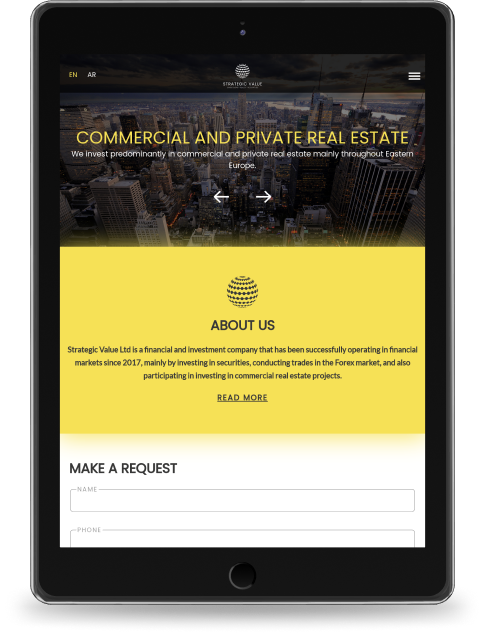 EN AR
STRATEGIC VALUE
COMMERCIAL AND PRIVATE REAL ESTATE
We invest predominantly in commercial and private real estate mainly throughout Eastern
Europe.
ABOUT US
Strategic Value Ltd is a financial and investment company that has been successfully operating in financial
markets since 2017, mainly by investing in securities, conducting trades in the Forex market, and also
participating in investing in commercial real estate projects.
READ MORE
MAKE A REQUEST
NAME
PHONE